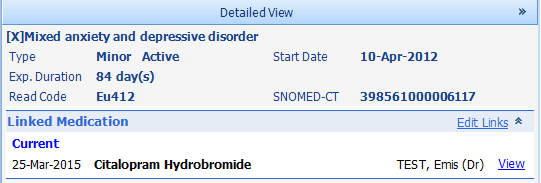 Detailed View »
[X]Mixed anxiety and depressive disorder
Type Minor Active Start Date 10-Apr-2012
Exp. Duration 84 day(s)
Read Code Eu412 SNOMED-CT 398561000006117
Linked Medication Edit Links
Current
25-Mar-2015 Citalopram Hydrobromide TEST, Emis (Dr) View